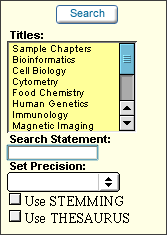 Search
Titles:
Sample Chapters
Bioinformatics
Cell Biology
Cytometry
Food Chemistry
Human Genetics
Immunology
Magnetic Imaging
Search Statement:
Set Precision:
Use STEMMING
Use THESAURUS